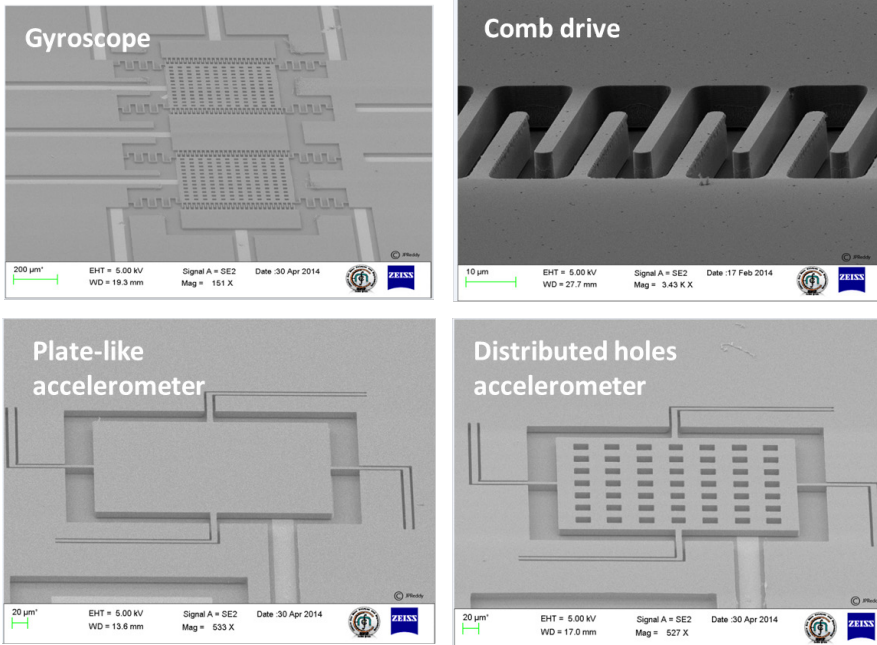 Gyroscope
© JPReddy
200 µm*
EHT = 5.00 kV
Signal A = SE2
Date :30 Apr 2014
WD = 19.3 mm
Mag = 151 X
ZEISS
Comb drive
© JPReddy
10 µm
EHT = 5.00 kV
Signal A = SE2
Date :17 Feb 2014
WD = 27.7 mm
Mag = 3.43 K X
ZEISS
Plate-like
accelerometer
© JPReddy
20 µm*
EHT = 5.00 kV
Signal A = SE2
Date :30 Apr 2014
WD = 13.6 mm
Mag = 533 X
ZEISS
Distributed holes
accelerometer
© JPReddy
20 µm*
EHT = 5.00 kV
Signal A = SE2
Date :30 Apr 2014
WD = 17.0 mm
Mag = 527 X
ZEISS